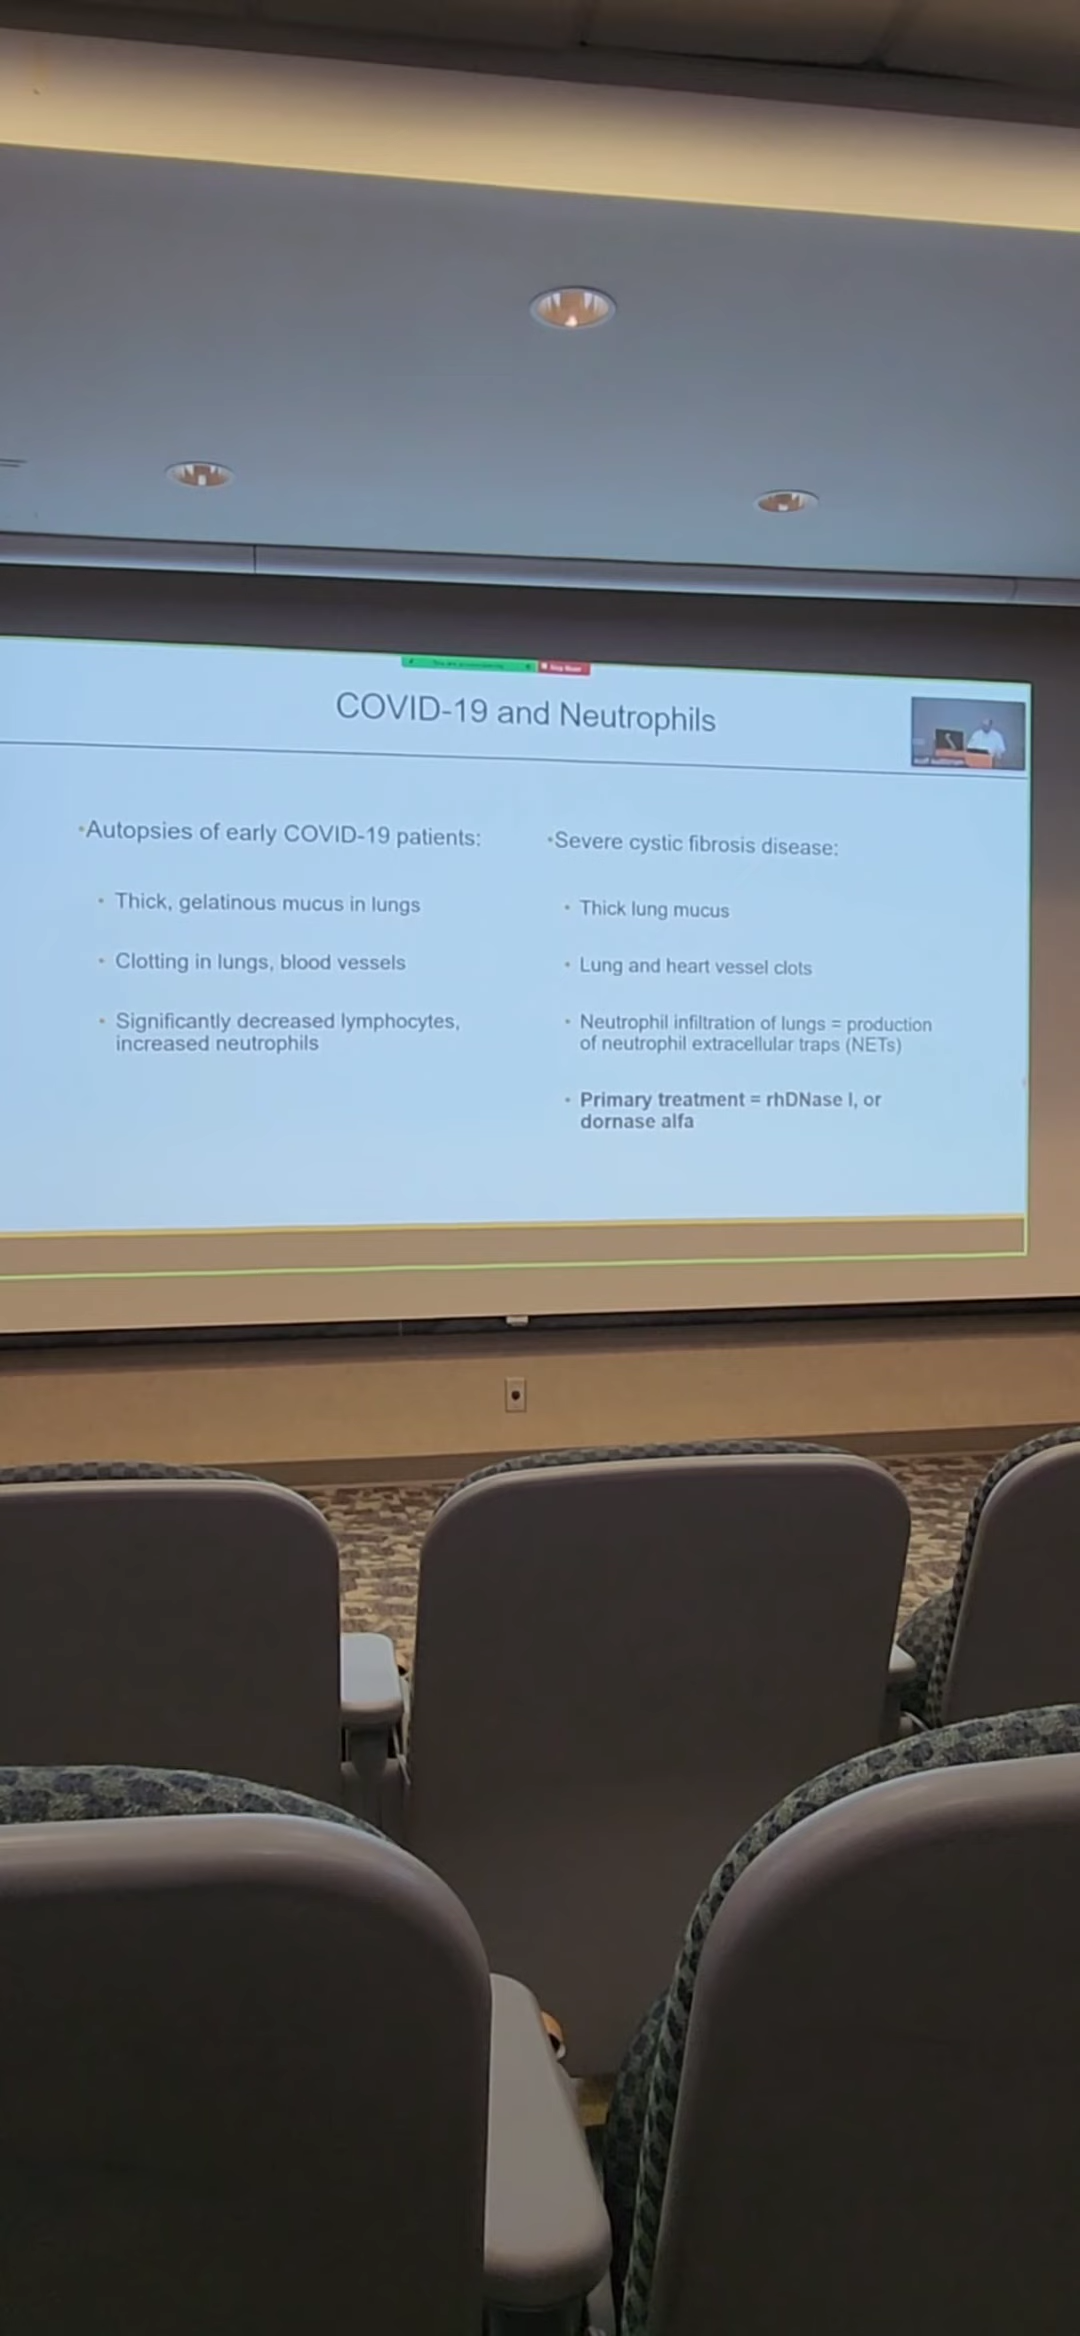 COVID-19 and Neutrophils
•Autopsies of early COVID-19 patients:
• Thick, gelatinous mucus in lungs
• Clotting in lungs, blood vessels
• Significantly decreased lymphocytes,
increased neutrophils
•Severe cystic fibrosis disease:
• Thick lung mucus
• Lung and heart vessel clots
• Neutrophil infiltration of lungs = production
of neutrophil extracellular traps (NETs)
• Primary treatment = rhDNase I, or
dornase alfa